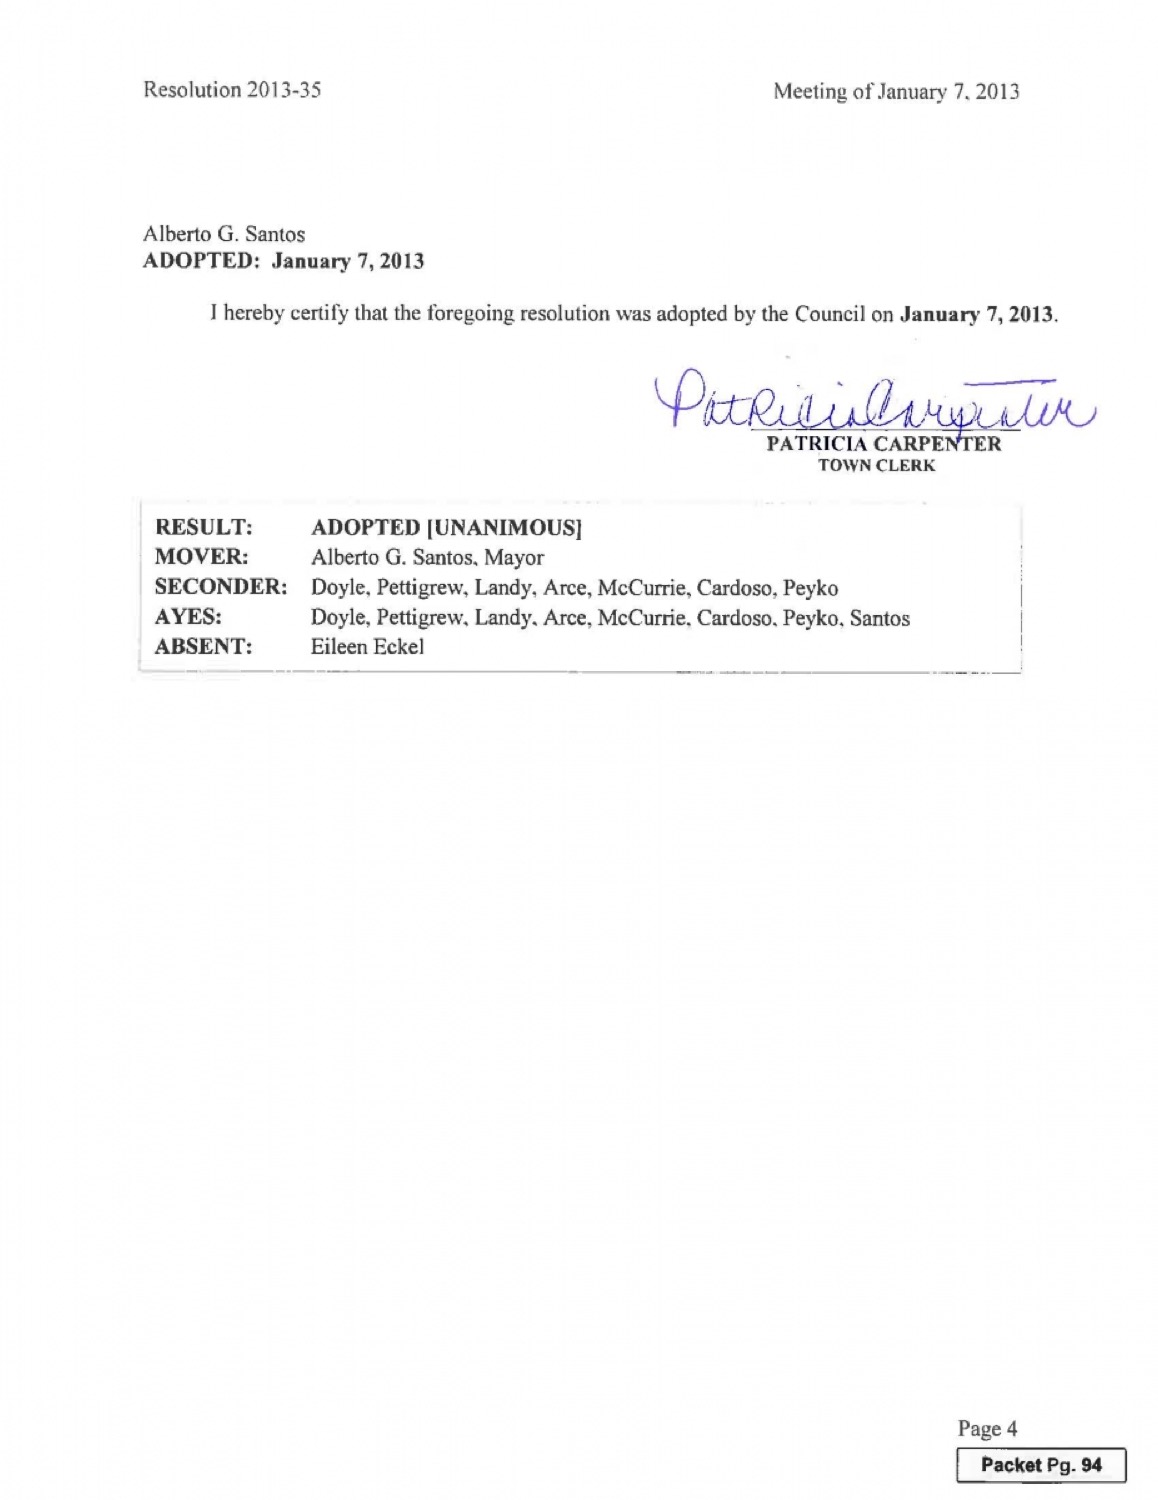 Resolution 2013-35 Meeting of January 7, 2013
Alberto G. Santos
ADOPTED: January 7, 2013
I hereby certify that the foregoing resolution was adopted by the Council on January 7, 2013.
Patricia Carpenter
PATRICIA CARPENTER
TOWN CLERK
RESULT: ADOPTED [UNANIMOUS]
MOVER: Alberto G. Santos, Mayor
SECONDER: Doyle, Pettigrew, Landy, Arce, McCurrie, Cardoso, Peyko
AYES: Doyle, Pettigrew, Landy, Arce, McCurrie, Cardoso, Peyko, Santos
ABSENT: Eileen Eckel
Page 4
Packet Pg. 94